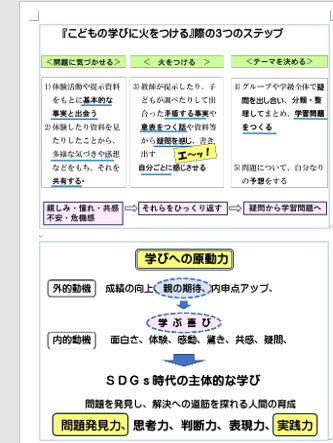 『こどもの学びに火をつける』際の3つのステップ
＜問題に気づかせる＞
＜ 火をつける ＞
＜テーマを決める＞
1)体験活動や提示資料
をもとに基本的な
事実と出会う
2)体験したり資料を見
たりしたことから、
多様な気づきや感想
などをもち、それを
共有する・
3)教師が提示したり、子
どもが調べたりして出
合った矛盾する事実や
意表をつく話や資料等
から疑問を感じ、書き
出す
エ～ッ！
自分ごとに感じさせる
4)グループや学級全体で疑
問を出し合い、分類・整
理してまとめ、学習問題
をつくる
5)問題について、自分なり
の予想をする
親しみ・憧れ・共感
不安・危機感
それらをひっくり返す
疑問から学習問題へ
学びへの原動力
外的動機 成績の向上、親の期待、内申点アップ、
学ぶ喜び
内的動機 面白さ、体験、感動、驚き、共感、疑問、
ＳＤＧｓ時代の主体的な学び
問題を発見し、解決への道筋を探れる人間の育成
問題発見力、思考力、判断力、表現力、実践力